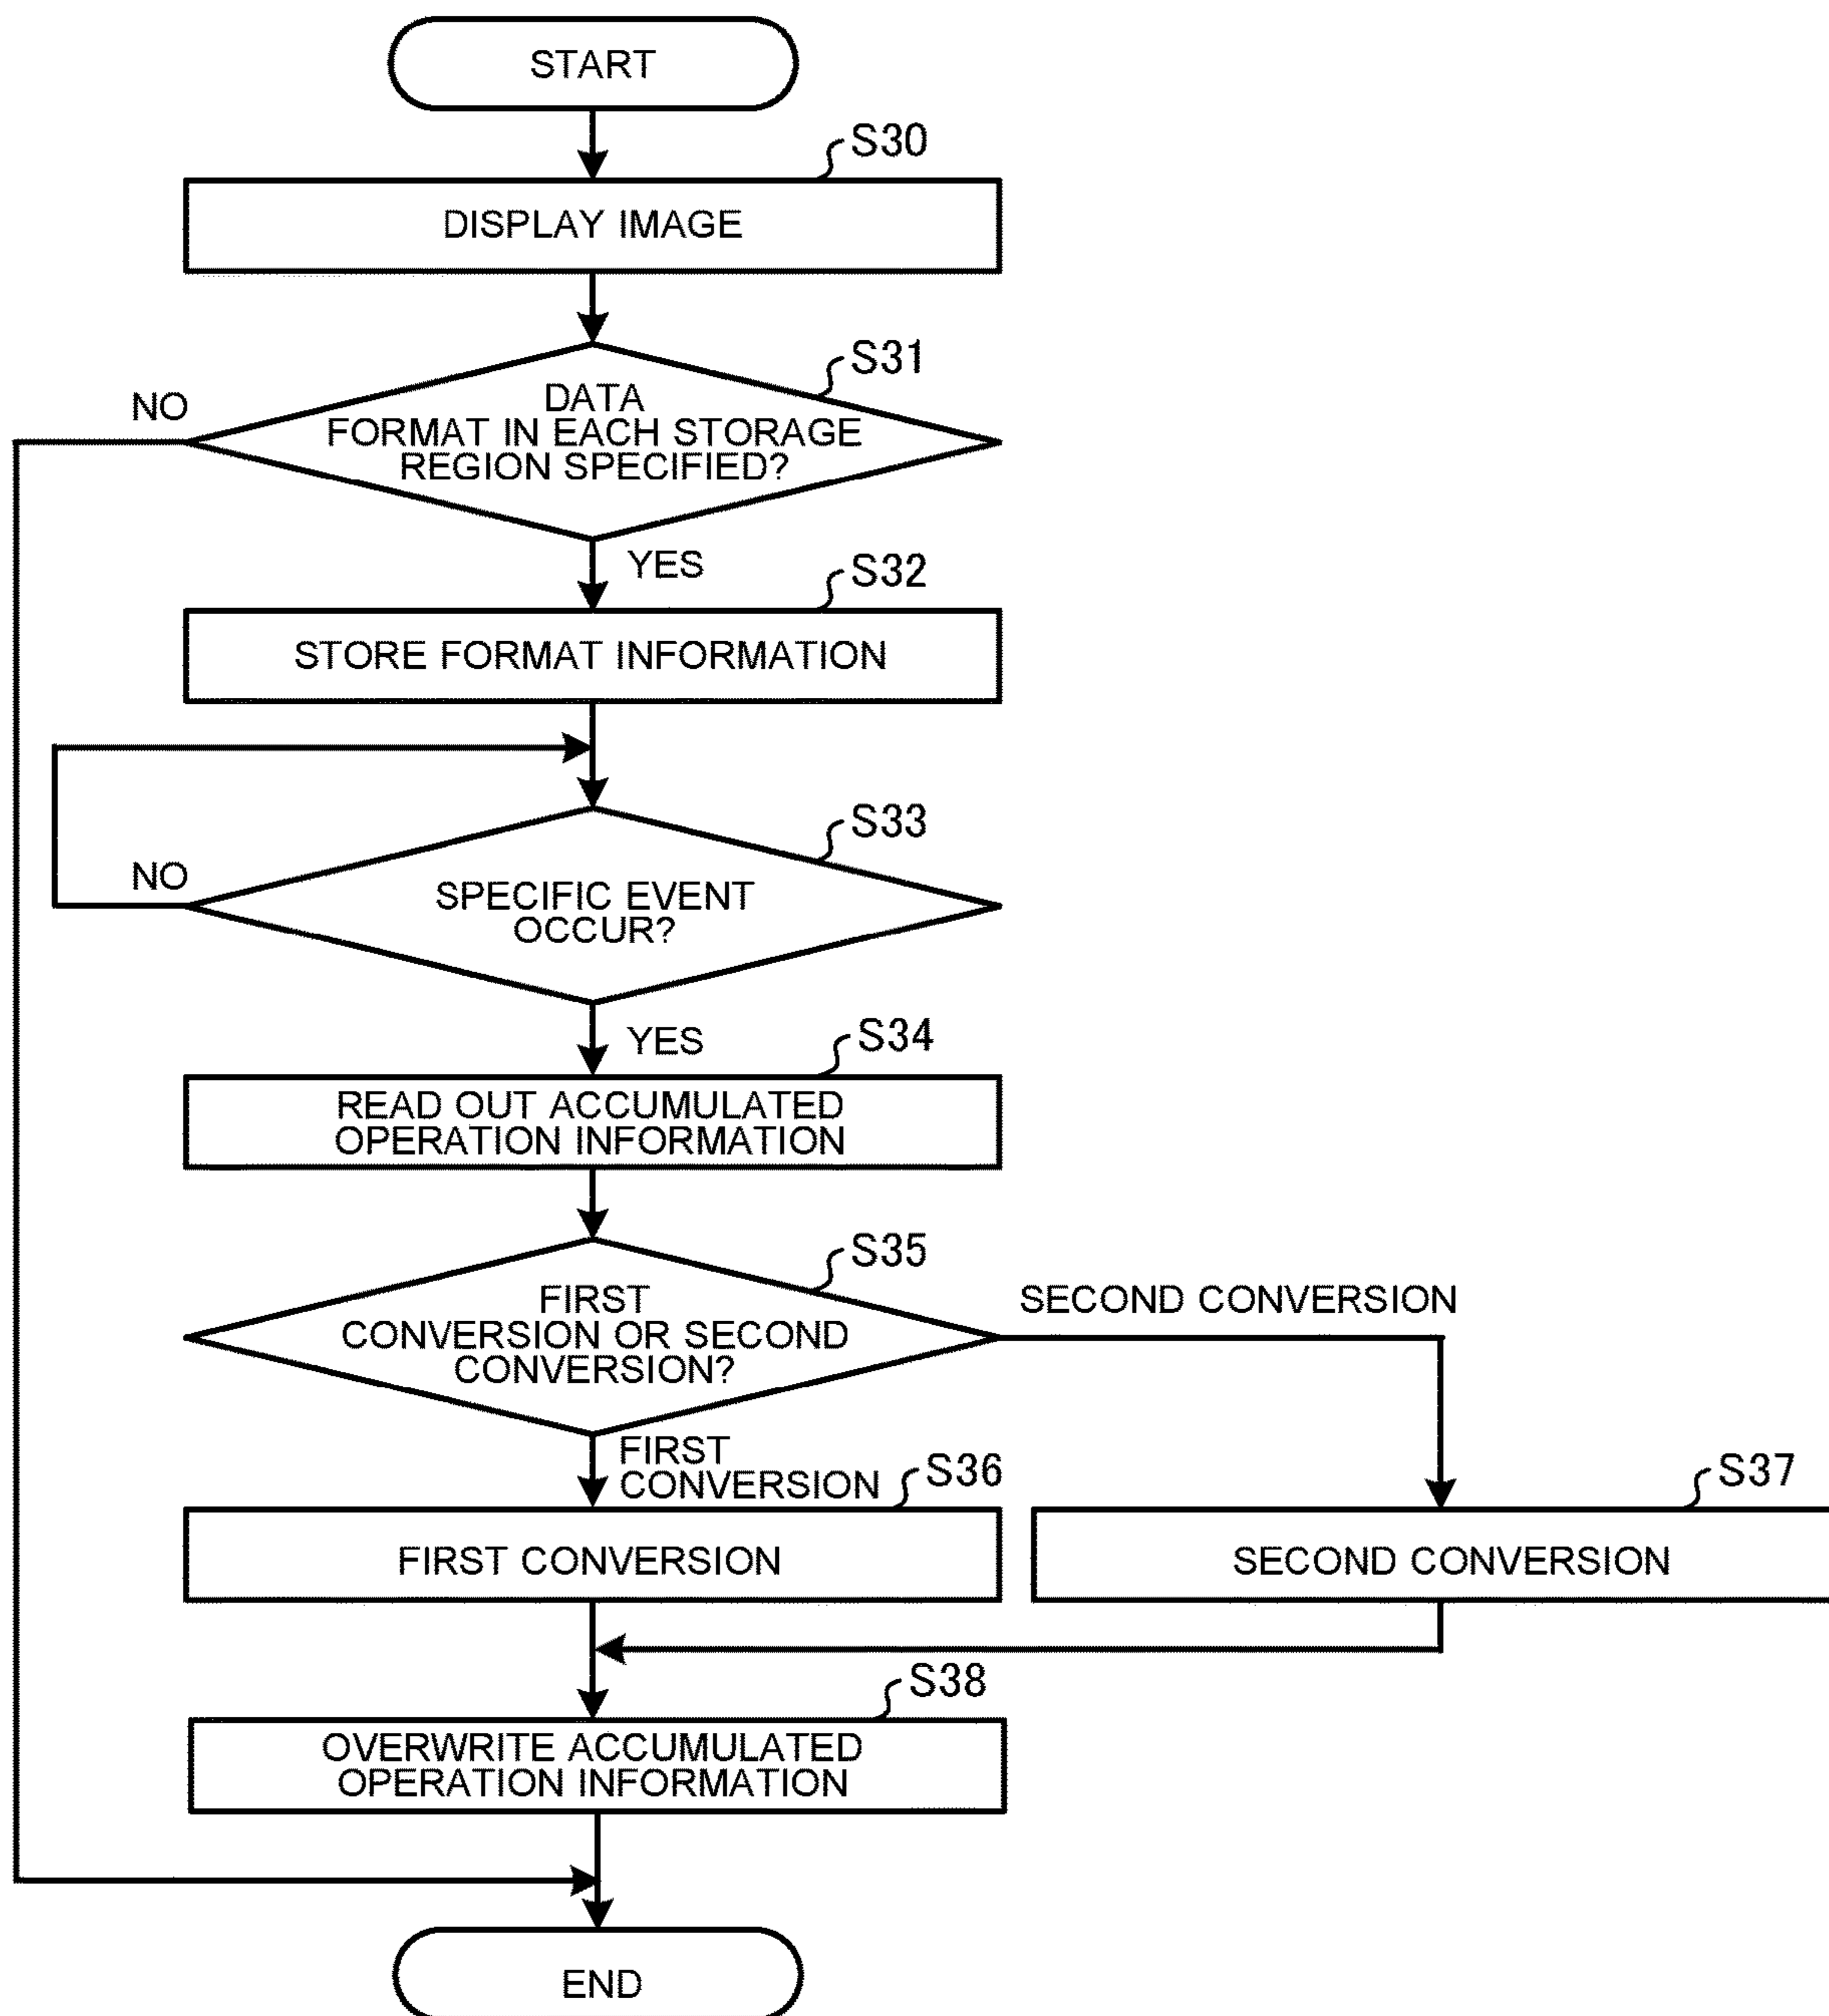 START
S30
DISPLAY IMAGE
S31
NO
DATA
FORMAT IN EACH STORAGE
REGION SPECIFIED?
YES
S32
STORE FORMAT INFORMATION
S33
NO
SPECIFIC EVENT
OCCUR?
YES
S34
READ OUT ACCUMULATED
OPERATION INFORMATION
S35
FIRST
CONVERSION OR SECOND
CONVERSION?
SECOND CONVERSION
FIRST
CONVERSION
S36
S37
FIRST CONVERSION
SECOND CONVERSION
S38
OVERWRITE ACCUMULATED
OPERATION INFORMATION
END